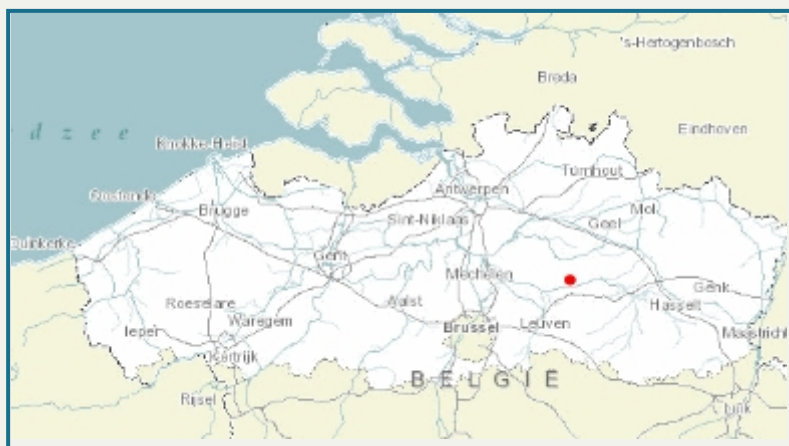 's-Hertogenbosch
Breda
d z e e
Eindhoven
Knokke-Heist
Turnhout
Antwerpen
Oostende
Brugge
Sint-Niklaas
Mol
Geel
Duinkerke
Gent
Mechelen
Genk
Roeselare
Aalst
Hasselt
Waregem
Ieper
Brussel
Leuven
Maastricht
Kortrijk
BELGIË
Rijsel
Luik